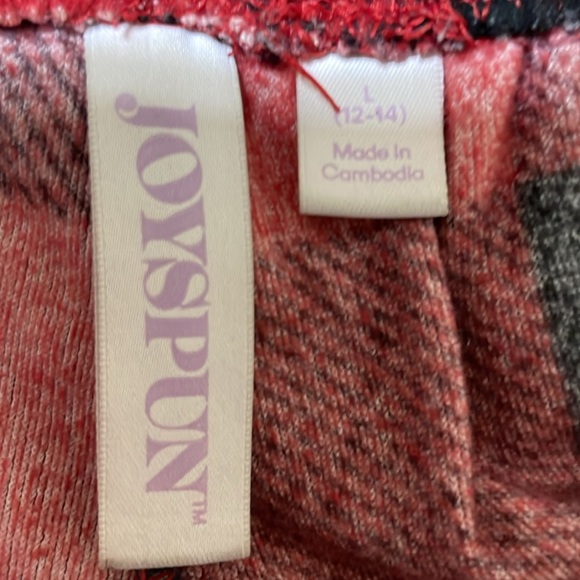 JOYSPUN™
L
(12-14)
Made in
Cambodia